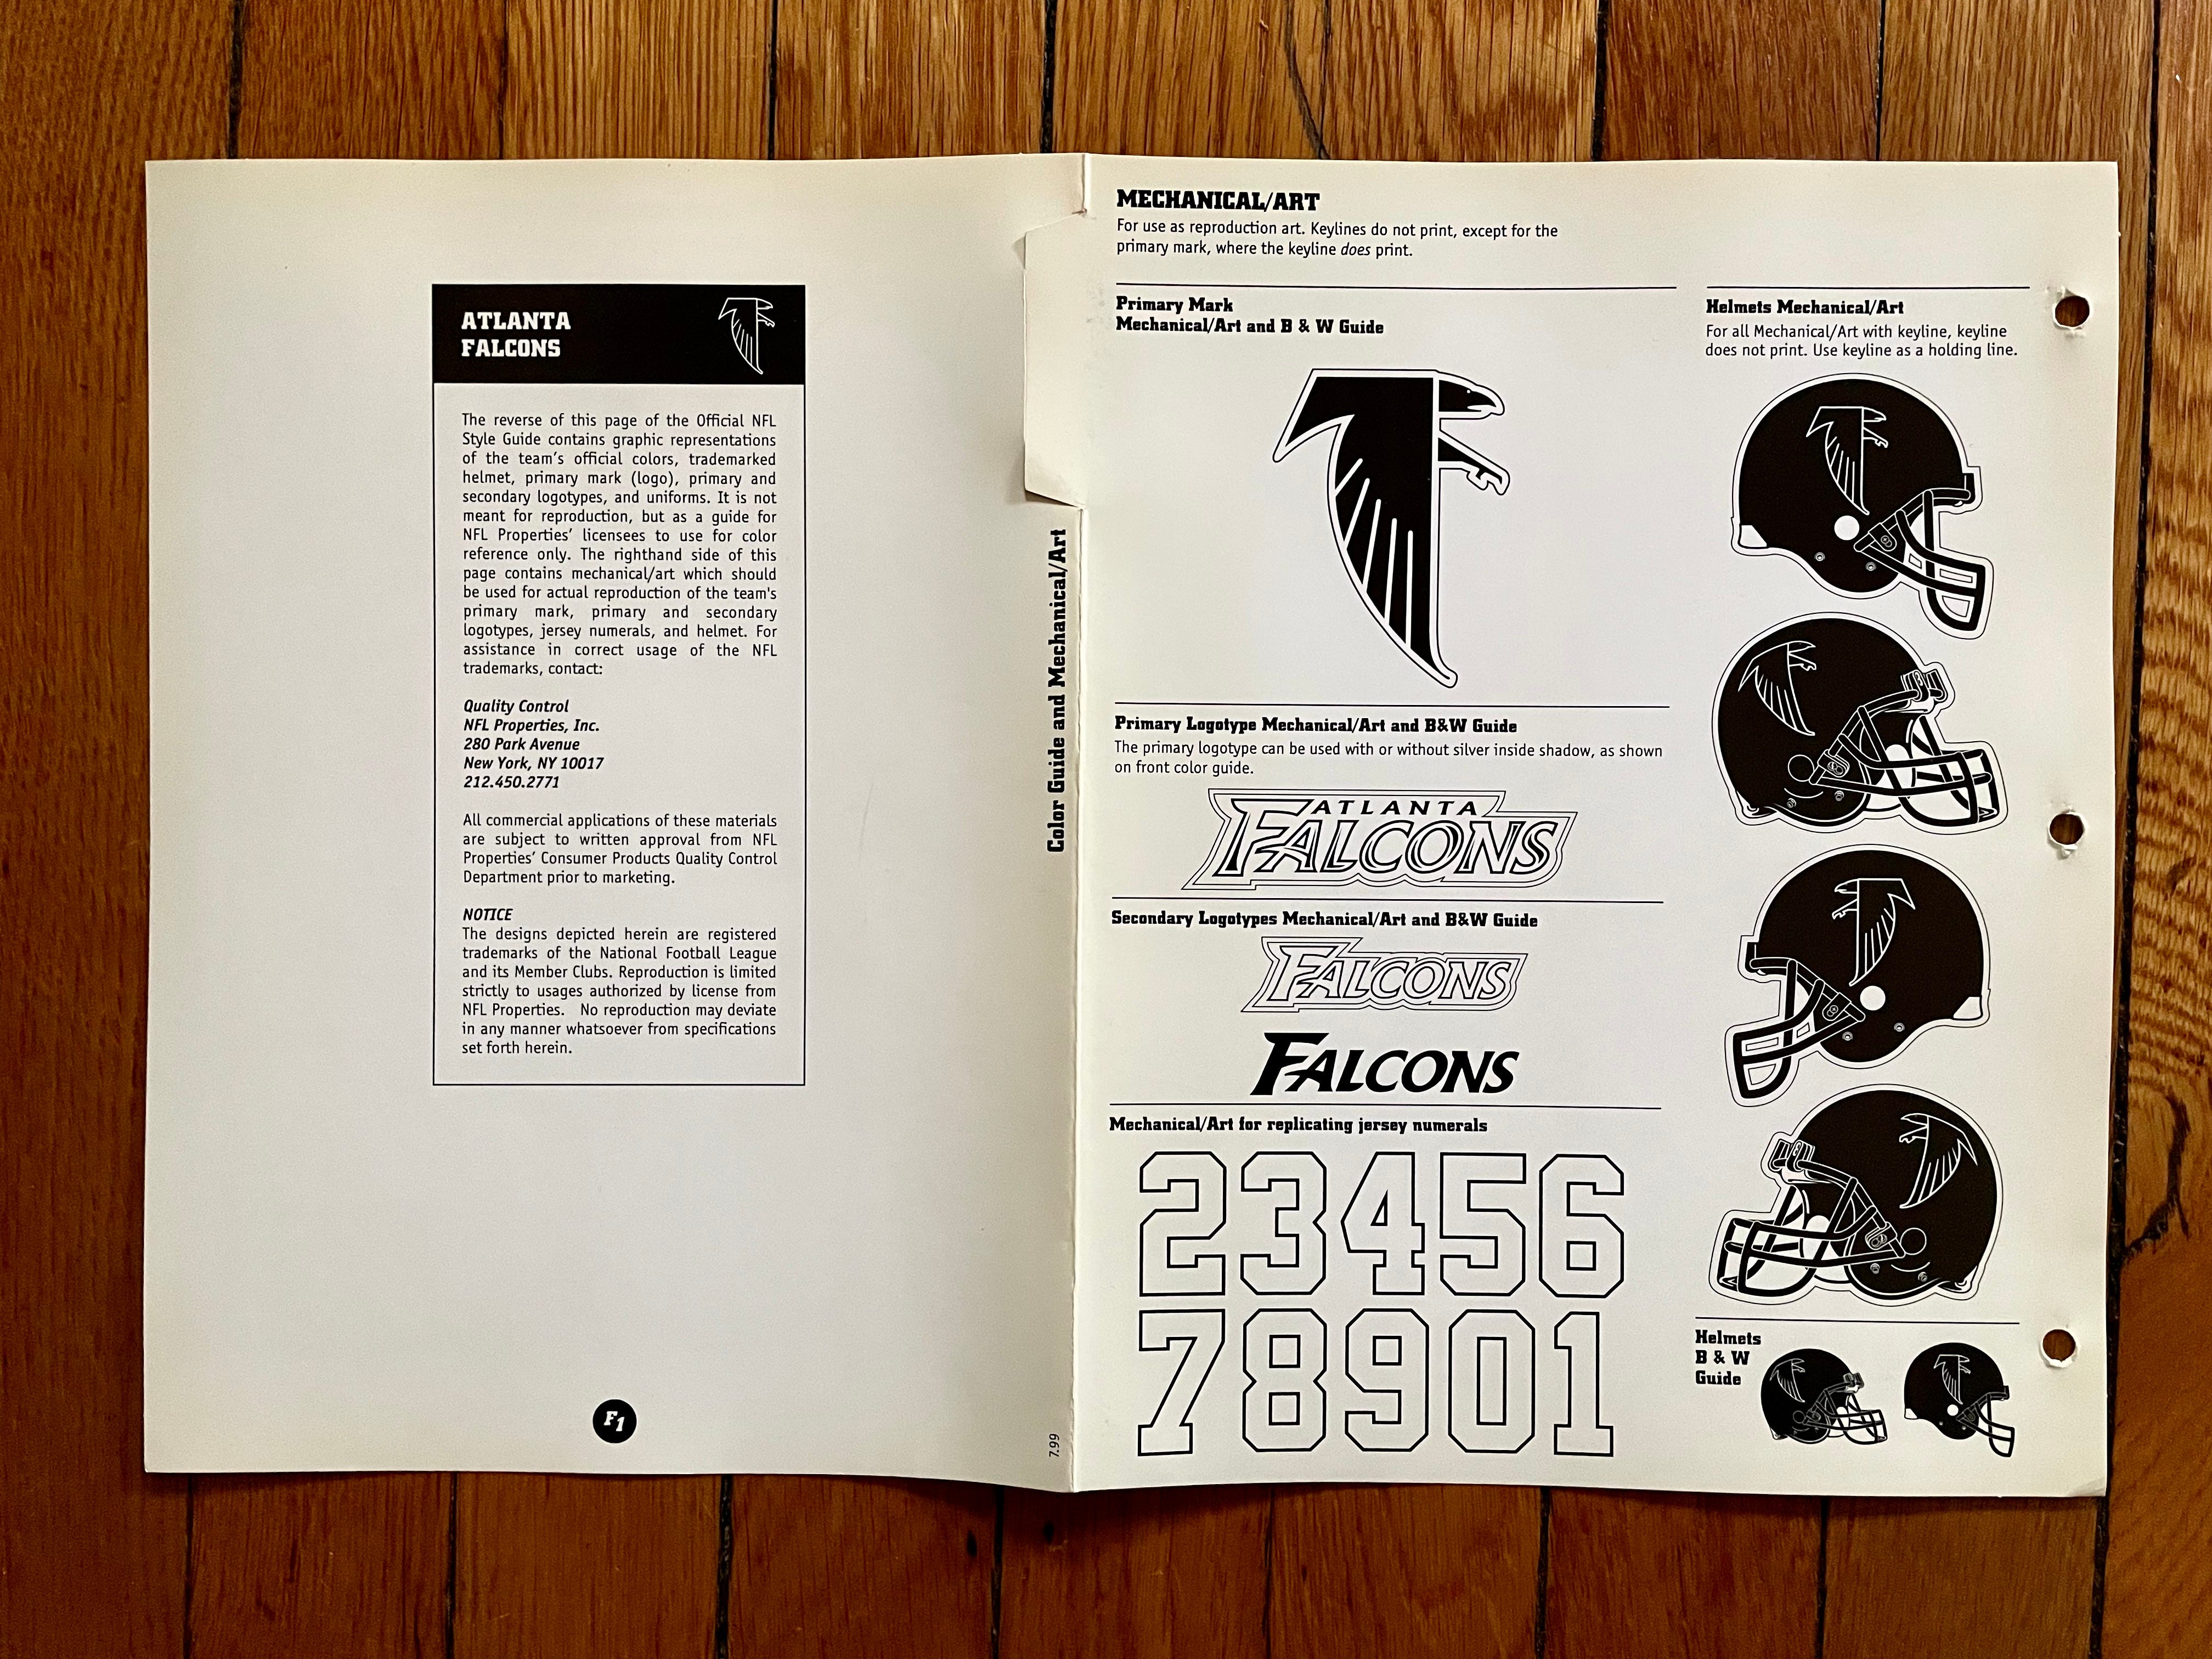 ATLANTA
FALCONS
The reverse of this page of the Official NFL
Style Guide contains graphic representations
of the team's official colors, trademarked
helmet, primary mark (logo), primary and
secondary logotypes, and uniforms. It is not
meant for reproduction, but as a guide for
NFL Properties' licensees to use for color
reference only. The righthand side of this
page contains mechanical/art which should
be used for actual reproduction of the team's
primary mark, primary and secondary
logotypes, jersey numerals, and helmet. For
assistance in correct usage of the NFL
trademarks, contact:
Quality Control
NFL Properties, Inc.
280 Park Avenue
New York, NY 10017
212.450.2771
All commercial applications of these materials
are subject to written approval from NFL
Properties' Consumer Products Quality Control
Department prior to marketing.
NOTICE
The designs depicted herein are registered
trademarks of the National Football League
and its Member Clubs. Reproduction is limited
strictly to usages authorized by license from
NFL Properties. No reproduction may deviate
in any manner whatsoever from specifications
set forth herein.
F1
Color Guide and Mechanical/Art
7.99
MECHANICAL/ART
For use as reproduction art. Keylines do not print, except for the
primary mark, where the keyline does print.
Primary Mark
Mechanical/Art and B & W Guide
Primary Logotype Mechanical/Art and B&W Guide
The primary logotype can be used with or without silver inside shadow, as shown
on front color guide.
ATLANTA
FALCONS
Secondary Logotypes Mechanical/Art and B&W Guide
FALCONS
FALCONS
Mechanical/Art for replicating jersey numerals
23456
78901
Helmets Mechanical/Art
For all Mechanical/Art with keyline, keyline
does not print. Use keyline as a holding line.
Helmets
B & W
Guide